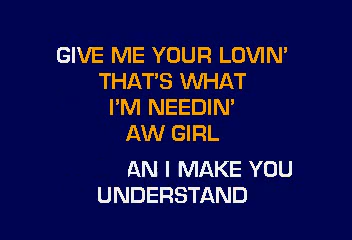 GIVE ME YOUR LOVIN'
THAT'S WHAT
I'M NEEDIN'
AW GIRL
AN I MAKE YOU
UNDERSTAND